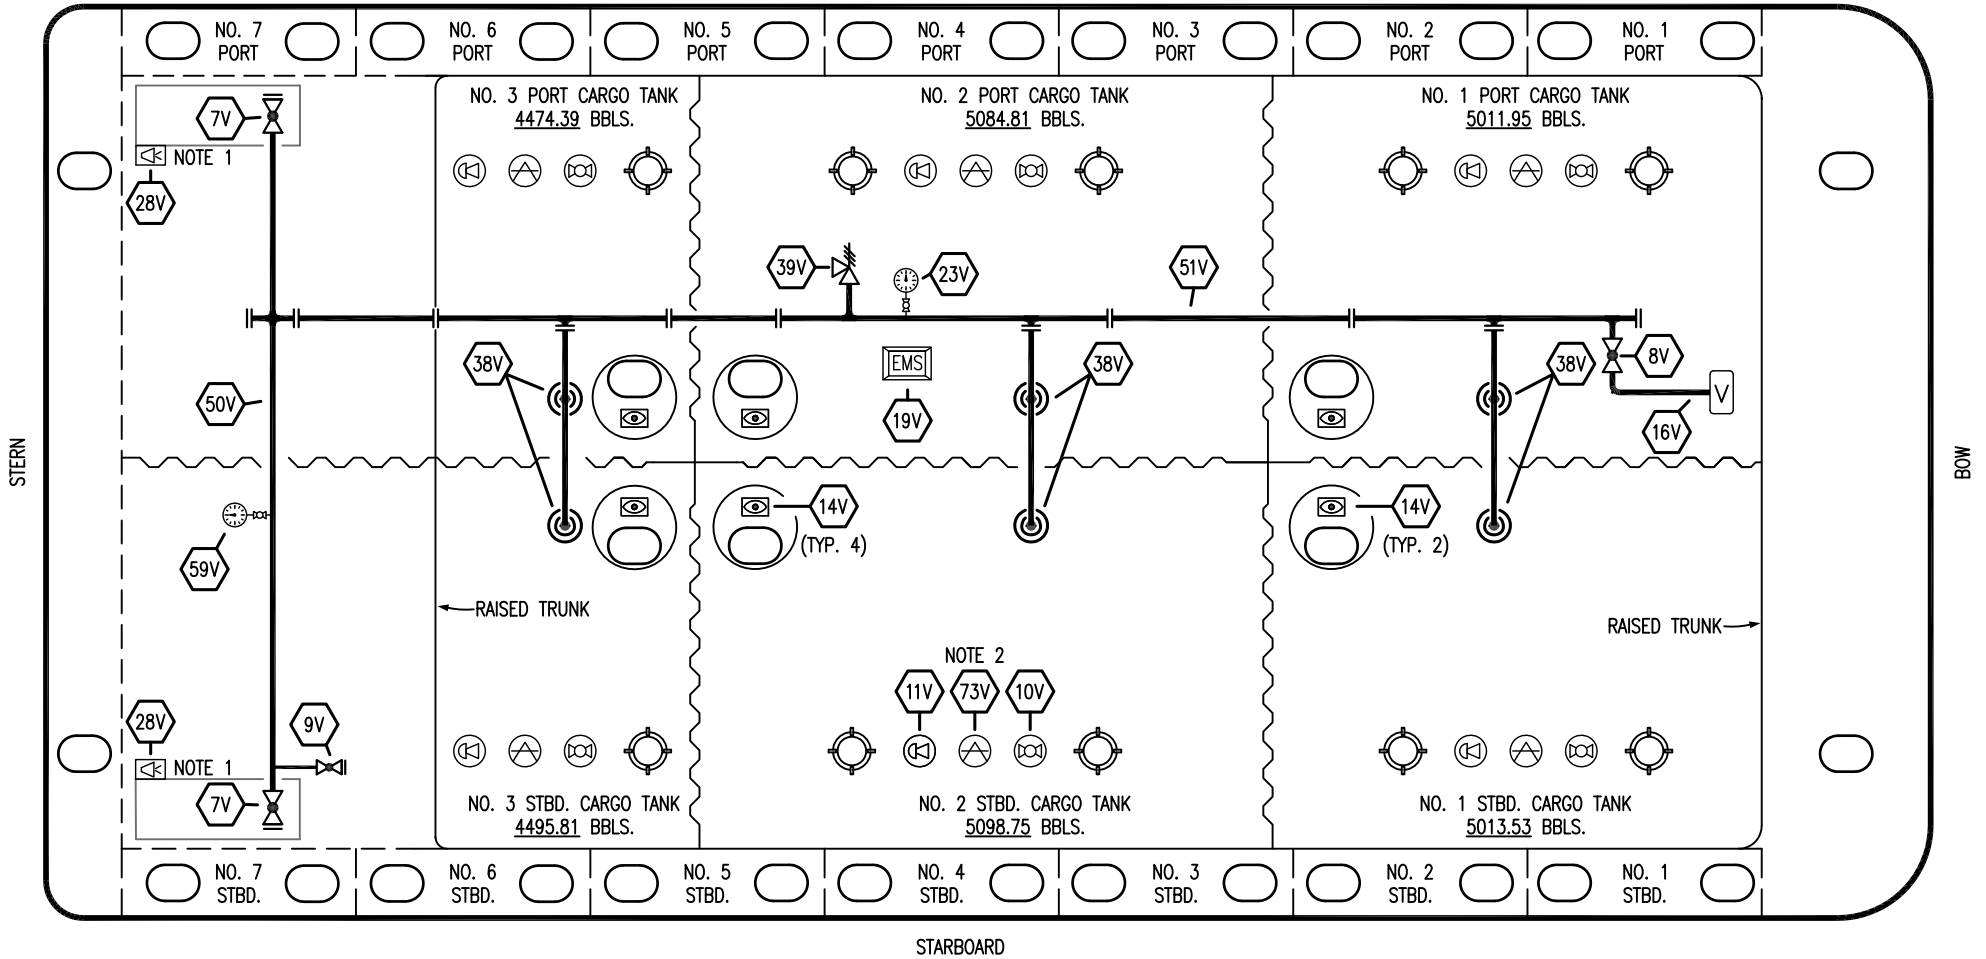 NO. 7
PORT
NO. 6
PORT
NO. 5
PORT
NO. 4
PORT
NO. 3
PORT
NO. 2
PORT
NO. 1
PORT
NO. 3 PORT CARGO TANK
4474.39 BBLS.
NO. 2 PORT CARGO TANK
5084.81 BBLS.
NO. 1 PORT CARGO TANK
5011.95 BBLS.
7V
NOTE 1
28V
39V
23V
51V
38V
EMS
38V
38V
8V
V
50V
19V
16V
STERN
BOW
14V
(TYP. 4)
14V
(TYP. 2)
59V
RAISED TRUNK
RAISED TRUNK
NOTE 2
11V
73V
10V
28V
9V
NOTE 1
7V
NO. 3 STBD. CARGO TANK
4495.81 BBLS.
NO. 2 STBD. CARGO TANK
5098.75 BBLS.
NO. 1 STBD. CARGO TANK
5013.53 BBLS.
NO. 7
STBD.
NO. 6
STBD.
NO. 5
STBD.
NO. 4
STBD.
NO. 3
STBD.
NO. 2
STBD.
NO. 1
STBD.
STARBOARD